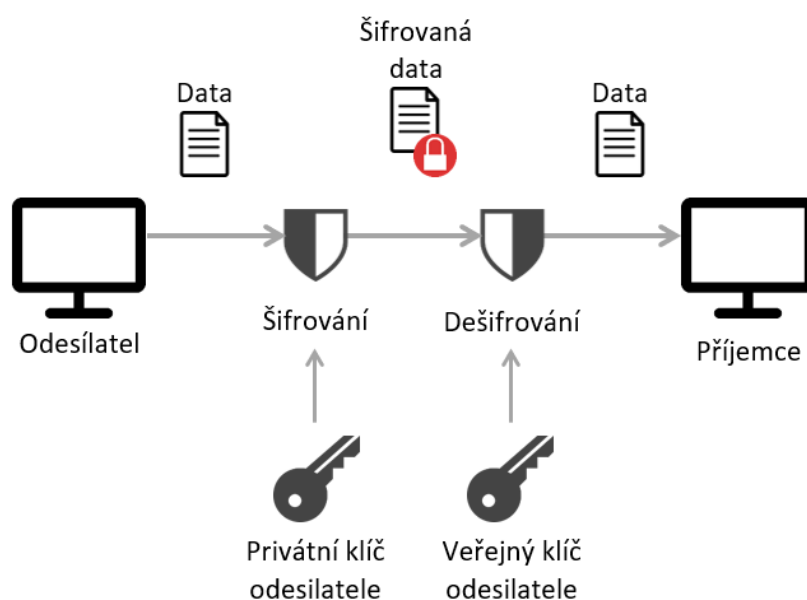 Šifrovaná
data
Data
Data
Šifrování
Dešifrování
Odesílatel
Příjemce
Privátní klíč
odesilatele
Veřejný klíč
odesilatele